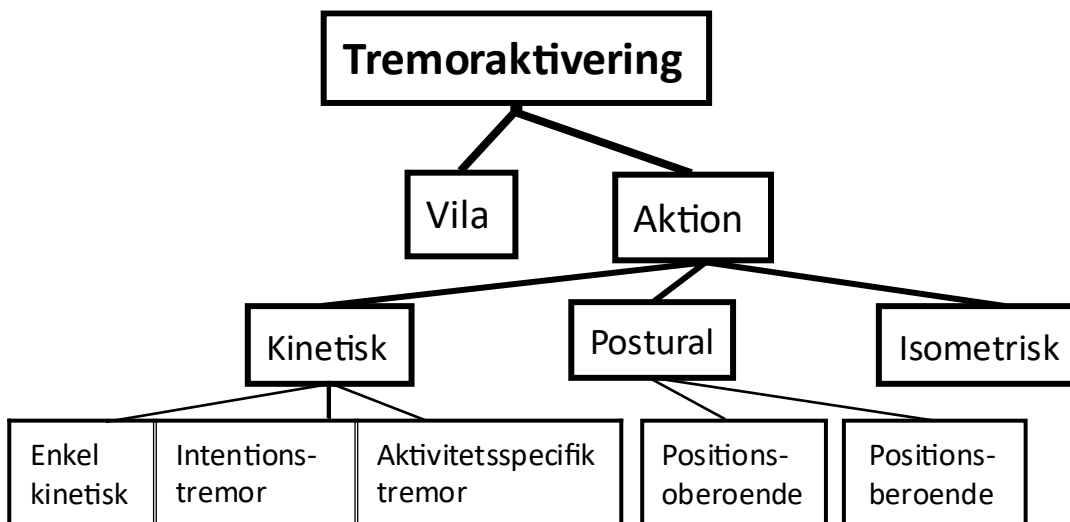 Tremoraktivering
Vila
Aktion
Kinetisk
Postural
Isometrisk
Enkel
kinetisk
Intentions-
tremor
Aktivitetsspecifik
tremor
Positions-
oberoende
Positions-
beroende